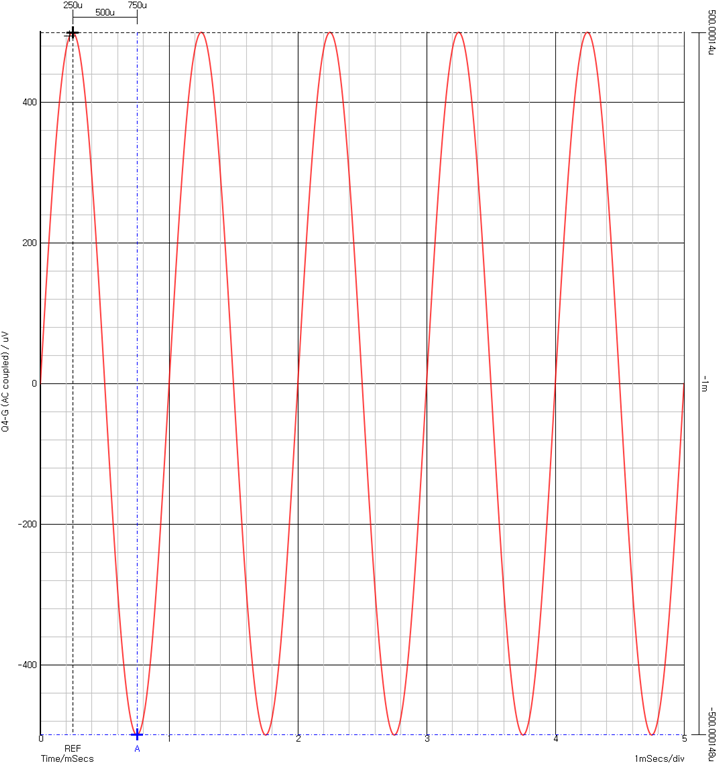 250u 750u
500u
500.00014u
400
200
Q4-G (AC coupled) / uV
0
-1m
-200
-400
-500.000148u
0 1 2 3 4 5
REF A
Time/mSecs 1mSecs/div